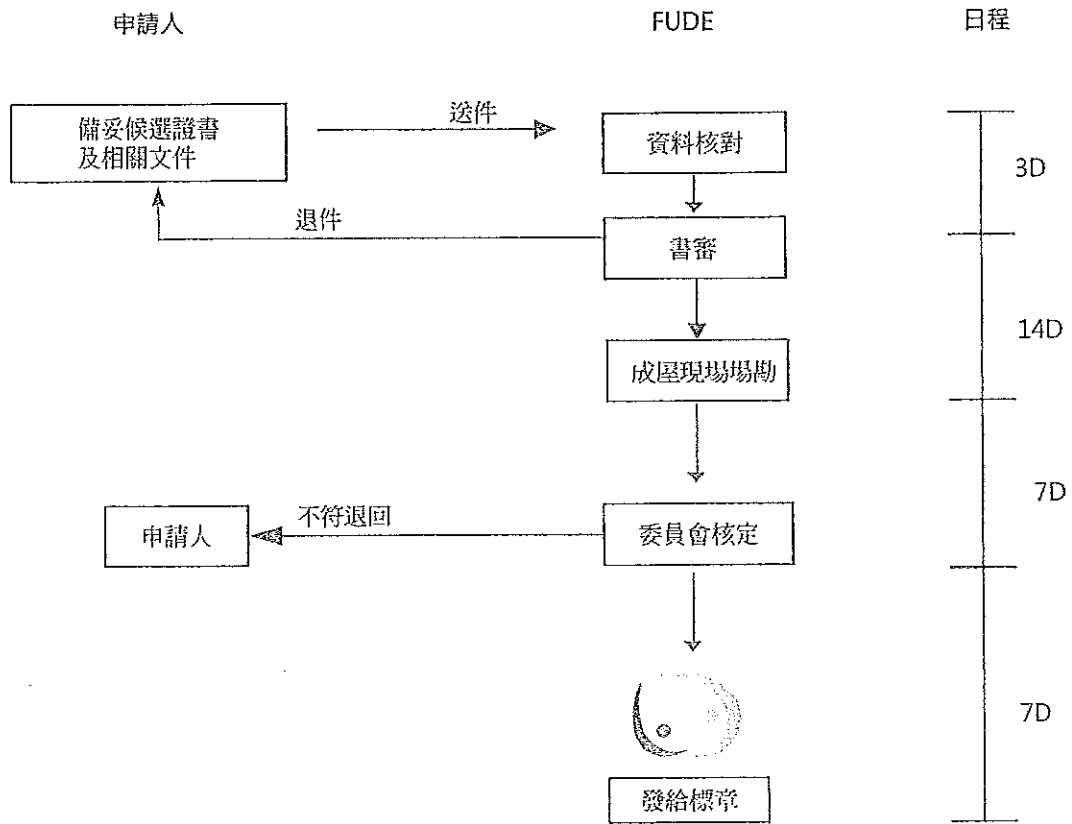 申請人
FUDE
日程
備妥候選證書
及相關文件
送件
資料核對
3D
退件
書審
14D
成屋現場場勘
7D
申請人
不符退回
委員會核定
7D
發給標章